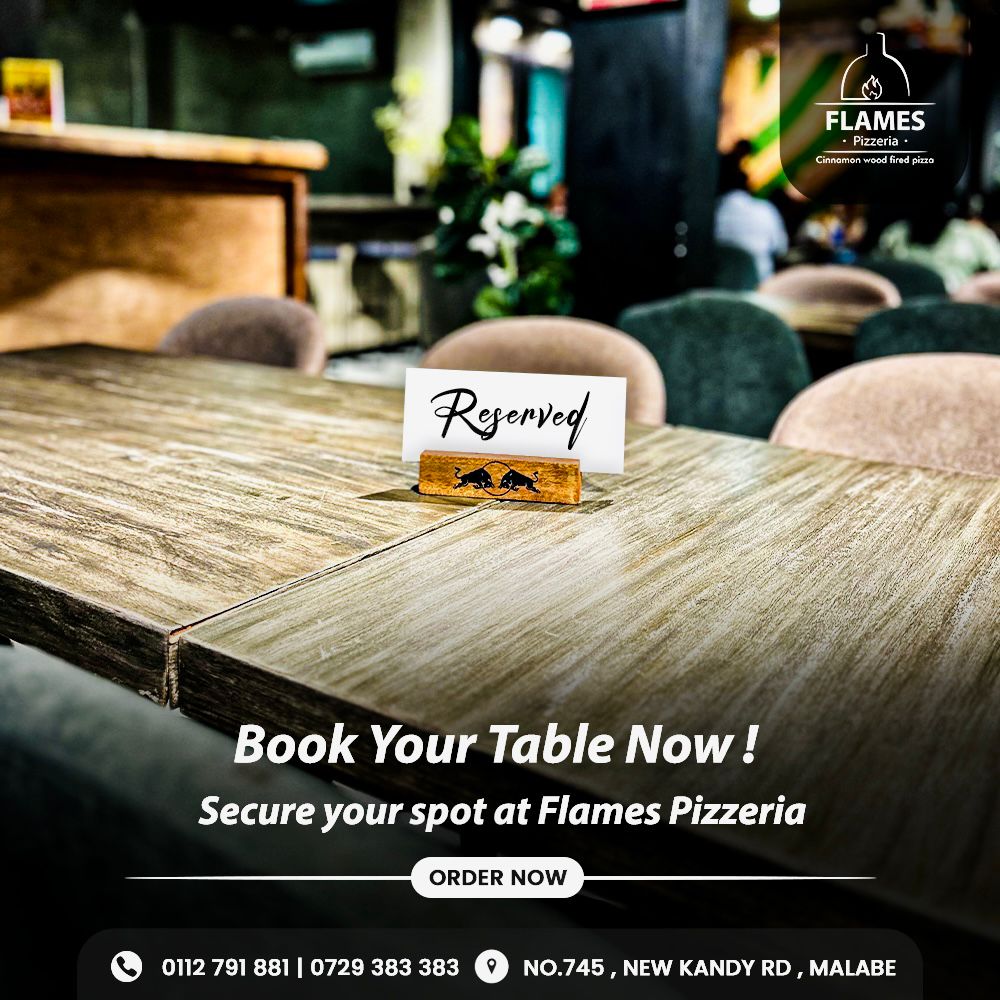 FLAMES
· Pizzeria ·
Cinnamon wood fired pizza
Reserved
Book Your Table Now !
Secure your spot at Flames Pizzeria
ORDER NOW
0112 791 881 | 0729 383 383
NO.745 , NEW KANDY RD , MALABE